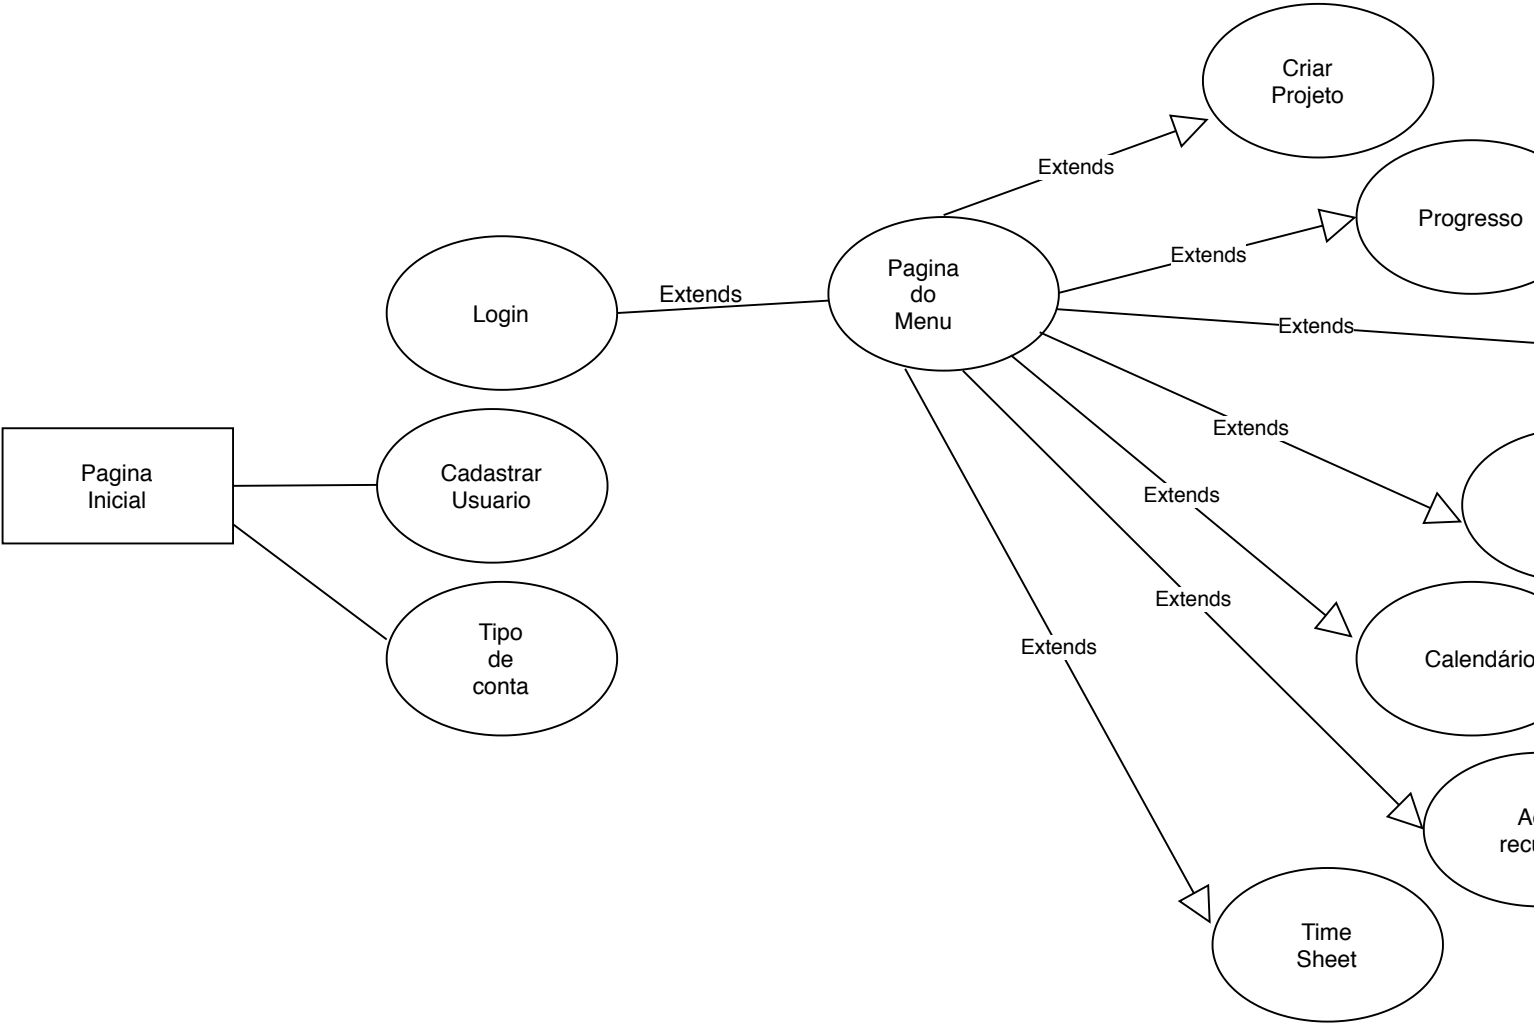 Criar
Projeto
Extends
Progresso
Extends
Pagina
do
Menu
Extends
Login
Extends
Extends
Pagina
Inicial
Cadastrar
Usuario
Extends
Extends
Tipo
de
conta
Extends
Calendário
Time
Sheet